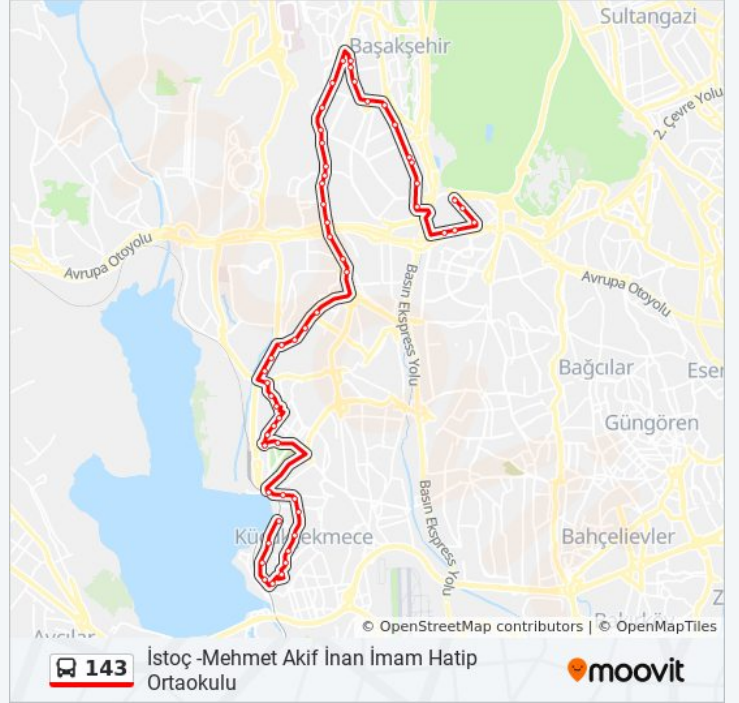 Sultangazi
Başakşehir
2. Çevre Yolu
Avrupa Otoyolu
Basın Ekspress Yolu
Avrupa Otoyolu
Bağcılar
Esen
Güngören
Basın Ekspress Yolu
Küçükçekmece
Bahçelievler
Z
© OpenStreetMap contributors | © OpenMapTiles
143
İstoç -Mehmet Akif İnan İmam Hatip
Ortaokulu
moovit